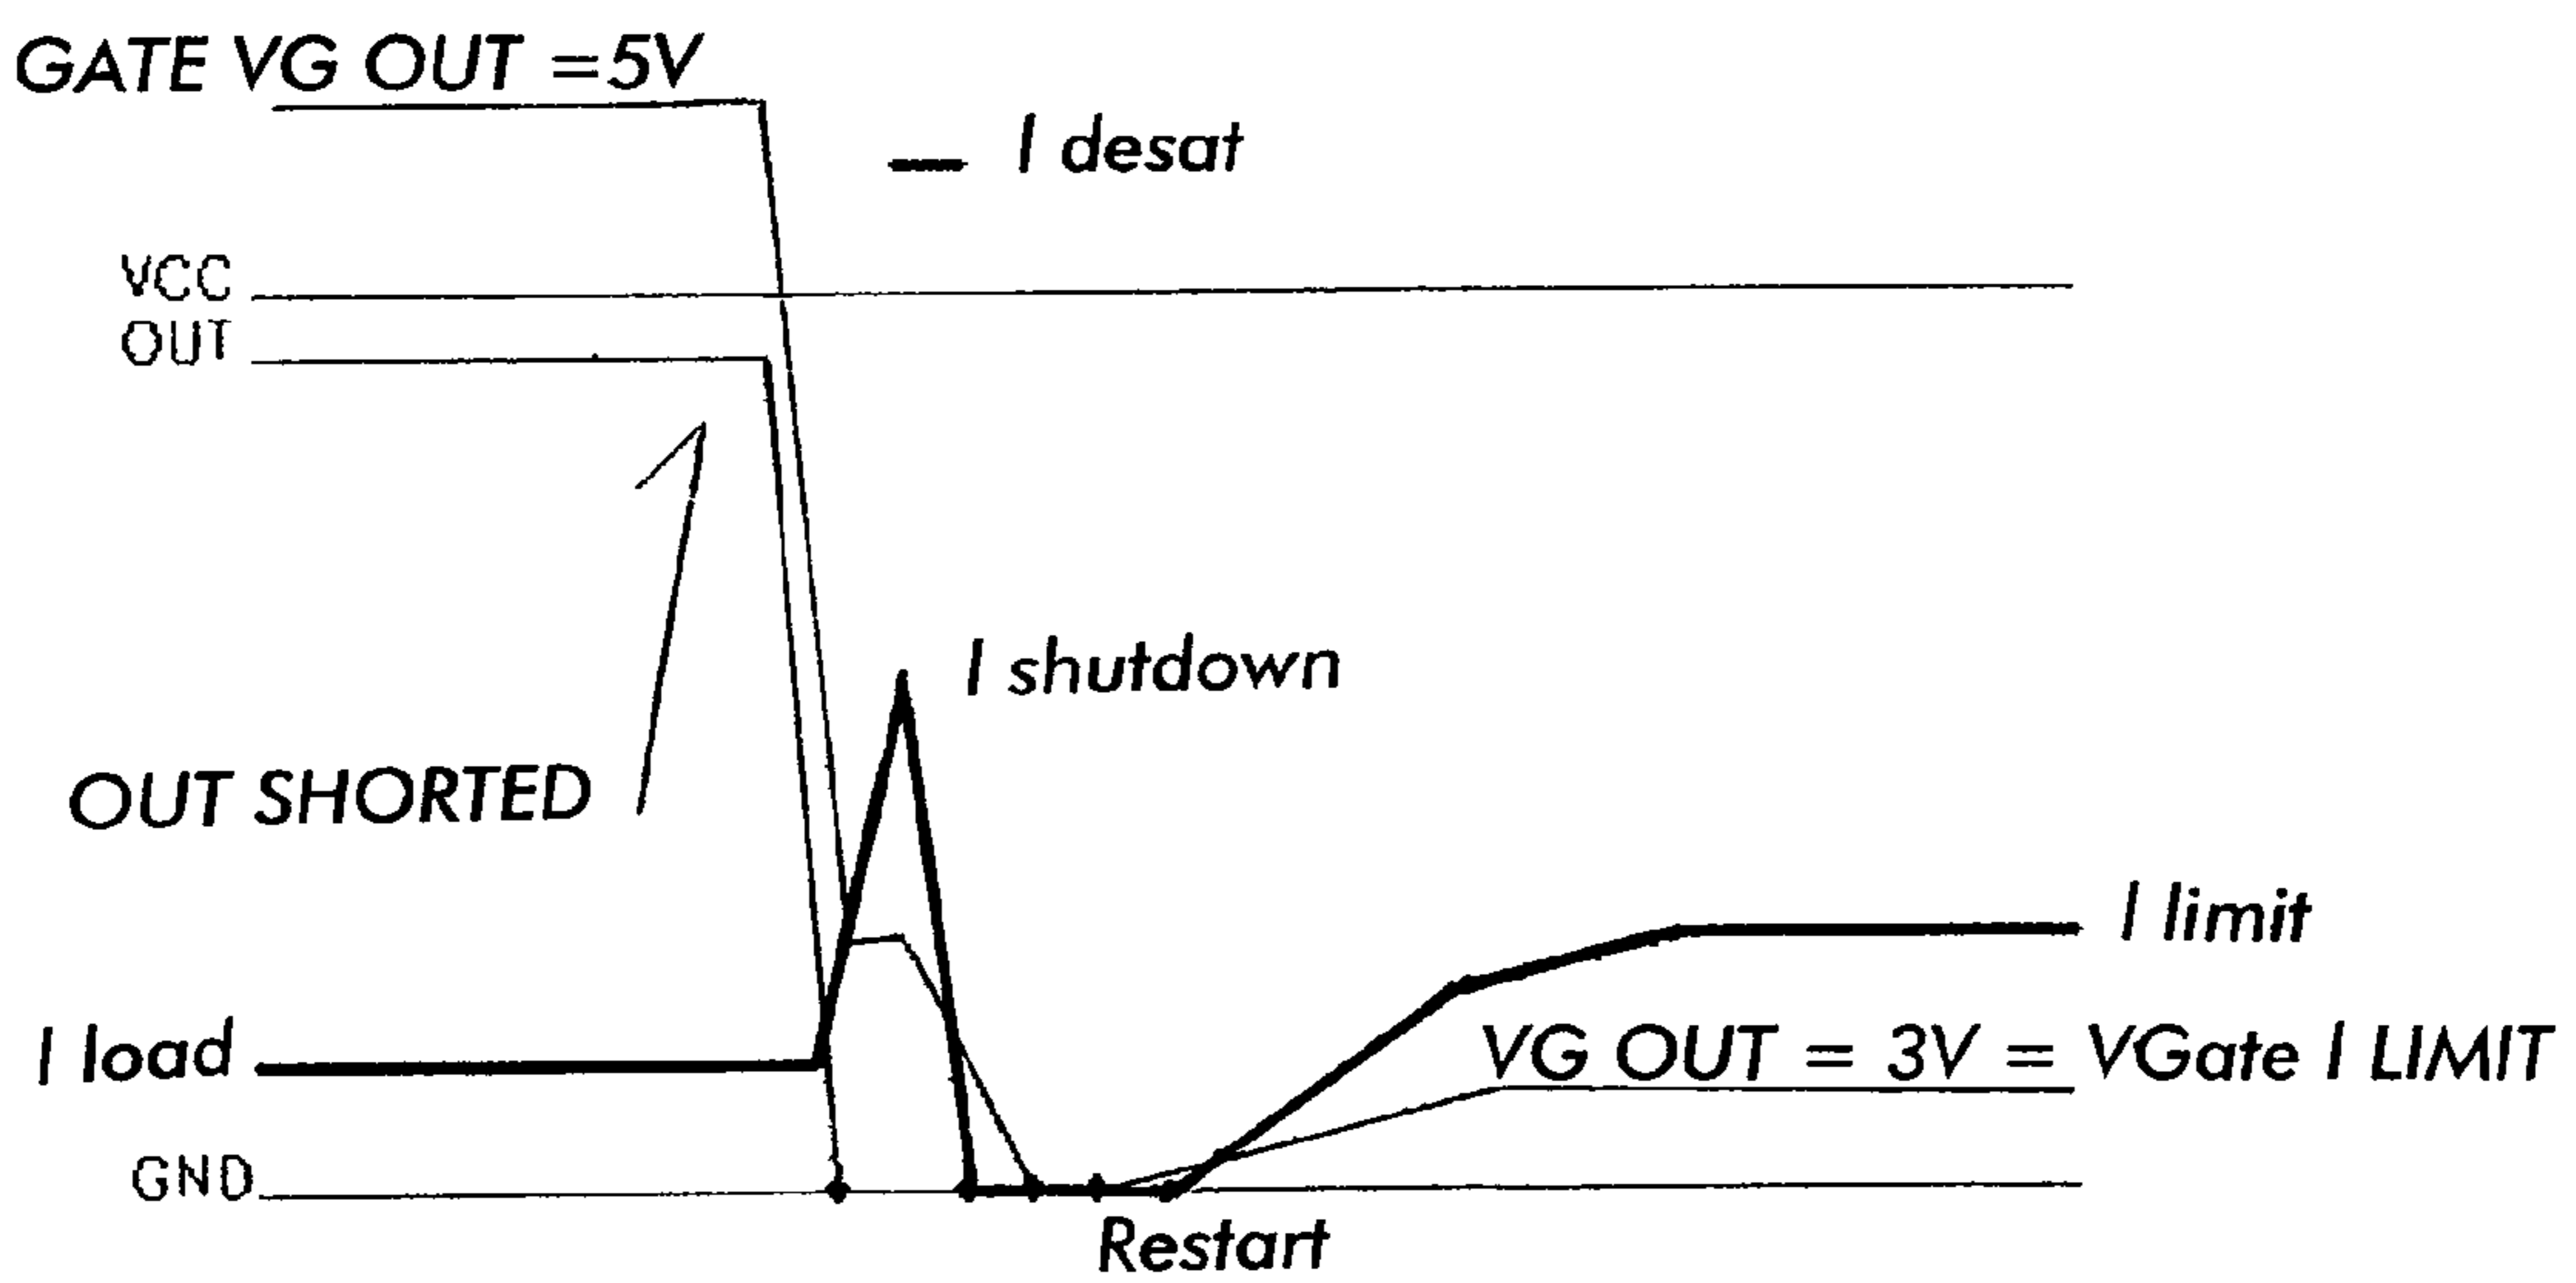 GATE VG OUT =5V
I desat
VCC
OUT
I shutdown
OUT SHORTED
I limit
I load
VG OUT = 3V = VGate I LIMIT
GND
Restart